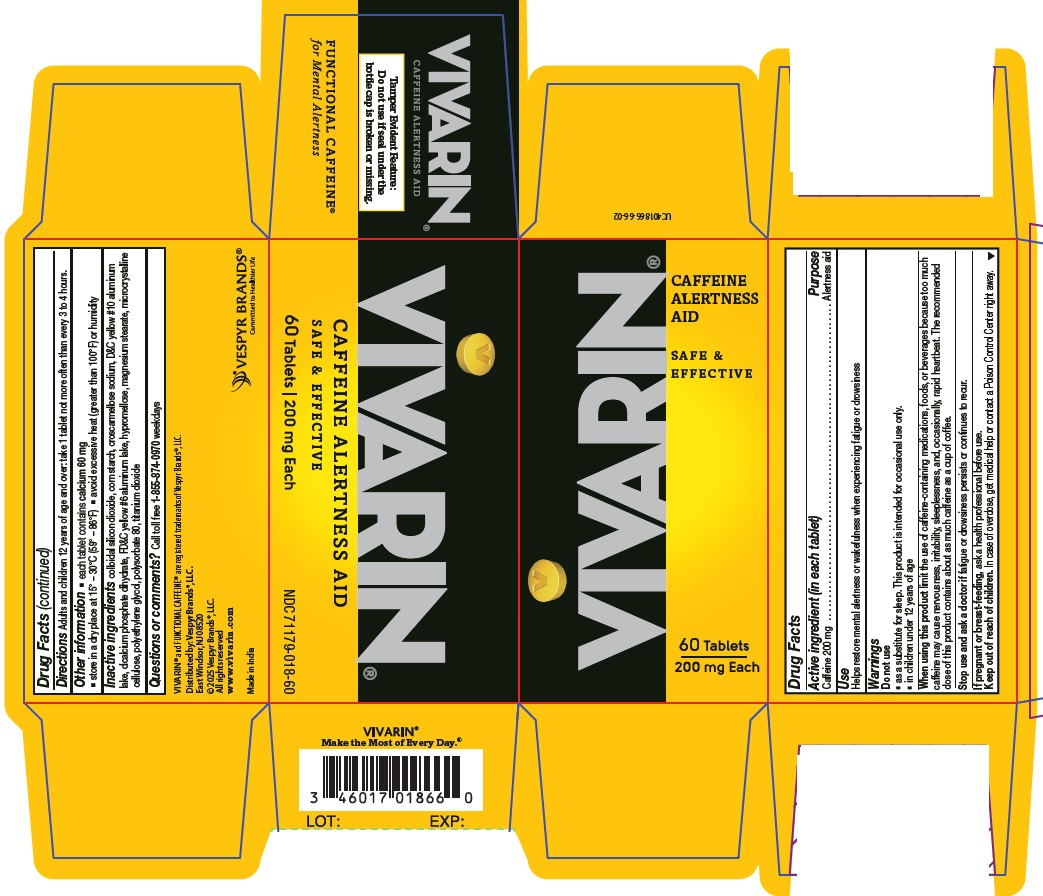 VIVARIN®
CAFFEINE ALERTNESS AID
Tamper Evident Feature:
Do not use if seal under the
bottle cap is broken or missing.
FUNCTIONAL CAFFEINE®
for Mental Alertness
UC401866-6-02
VIVARIN®
CAFFEINE ALERTNESS AID
SAFE & EFFECTIVE
60 Tablets | 200 mg Each
NDC 71179-018-60
VIVARIN®
CAFFEINE
ALERTNESS
AID
SAFE &
EFFECTIVE
60 Tablets
200 mg Each
Drug Facts
Active ingredient (in each tablet) Purpose
Caffeine 200 mg ........ Alertness aid
Use
Helps restore mental alertness or wakefulness when experiencing fatigue or drowsiness
Warnings
Do not use
▪ as a substitute for sleep. This product is intended for occasional use only.
▪ in children under 12 years of age
When using this product limit the use of caffeine-containing medications, foods, or beverages because too much
caffeine may cause nervousness, irritability, sleeplessness, and, occasionally, rapid heartbeat. The recommended
dose of this product contains about as much caffeine as a cup of coffee.
Stop use and ask a doctor if fatigue or drowsiness persists or continues to recur.
If pregnant or breast-feeding, ask a health professional before use.
Keep out of reach of children. In case of overdose, get medical help or contact a Poison Control Center right away.
Drug Facts (continued)
Directions Adults and children 12 years of age and over: take 1 tablet not more often than every 3 to 4 hours.
Other information ▪ each tablet contains calcium 60 mg
▪ store in a dry place at 15° – 30°C (59° – 86°F) ▪ avoid excessive heat (greater than 100°F) or humidity
Inactive ingredients colloidal silicon dioxide, corn starch, croscarmellose sodium, D&C yellow #10 aluminum
lake, dicalcium phosphate dihydrate, FD&C yellow #6 aluminum lake, hypromellose, magnesium stearate, microcrystalline
cellulose, polyethylene glycol, polysorbate 80, titanium dioxide
Questions or comments? Call toll free 1-855-874-0970 weekdays
VIVARIN® and FUNCTIONAL CAFFEINE® are registered trademarks of Vespyr Brands®, LLC.
Distributed by: Vespyr Brands®, LLC.
East Windsor, NJ 08520
©2025 Vespyr Brands®, LLC
All rights reserved
www.vivarin.com
Made in India
VESPYR BRANDS®
Committed to Healthier Life
VIVARIN®
Make the Most of Every Day.®
3 46017 01866 0
LOT: EXP: